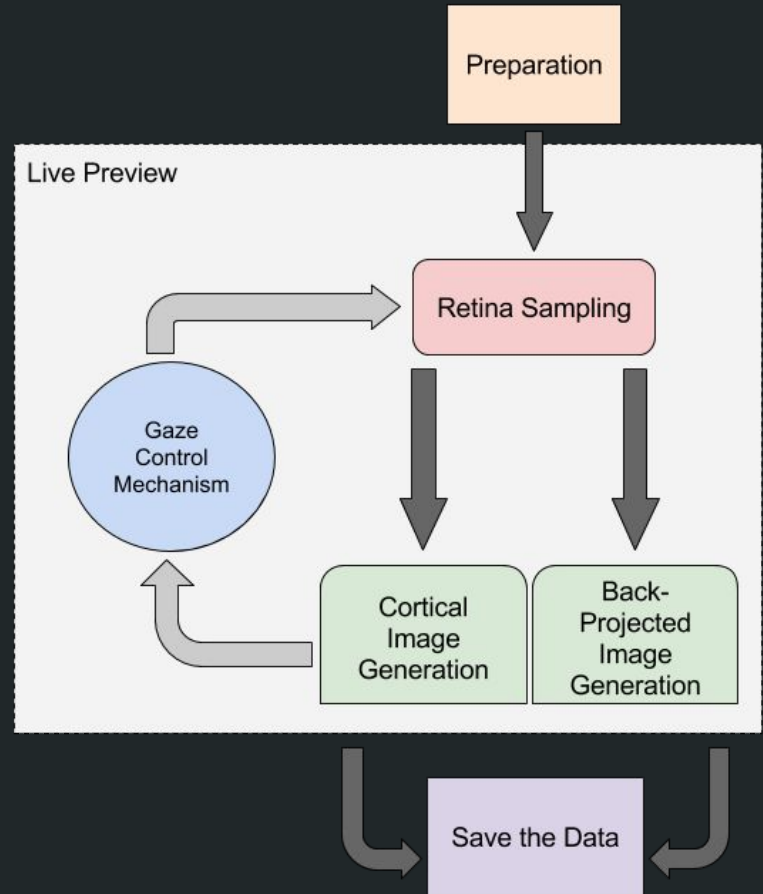 Preparation
Live Preview
Retina Sampling
Gaze
Control
Mechanism
Cortical
Image
Generation
Back-
Projected
Image
Generation
Save the Data